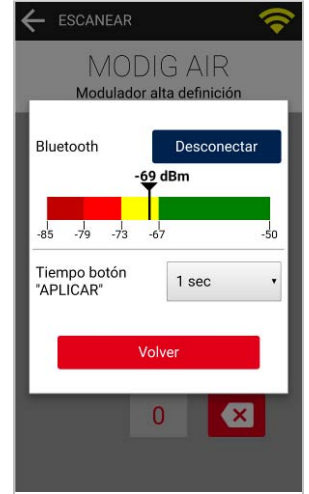 ESCANEAR
MODIG AIR
Modulador alta definición
Bluetooth
Desconectar
-69 dBm
-85 -79 -73 -67 -50
Tiempo botón
"APLICAR"
1 sec
Volver
0